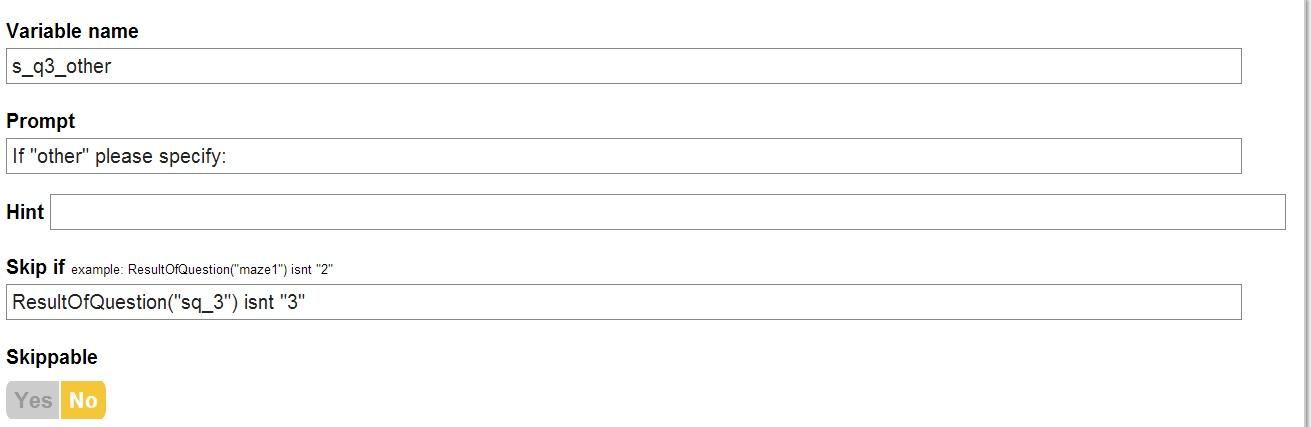 Variable name
s_q3_other
Prompt
If "other" please specify:
Hint
Skip if example: ResultOfQuestion("maze1") isnt "2"
ResultOfQuestion("sq_3") isnt "3"
Skippable
Yes No